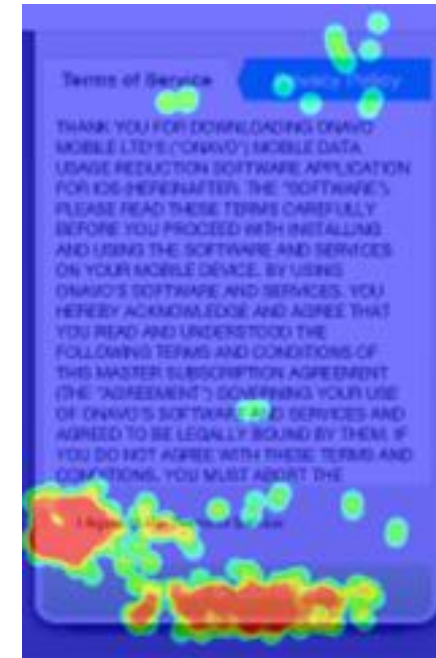 Terms of Service
Privacy Policy
THANK YOU FOR DOWNLOADING ONAVO
MOBILE LTD'S ("ONAVO") MOBILE DATA
USAGE REDUCTION SOFTWARE APPLICATION
FOR IOS (HEREINAFTER, THE "SOFTWARE").
PLEASE READ THESE TERMS CAREFULLY
BEFORE YOU PROCEED WITH INSTALLING
AND USING THE SOFTWARE AND SERVICES
ON YOUR MOBILE DEVICE. BY USING
ONAVO'S SOFTWARE AND SERVICES, YOU
HEREBY ACKNOWLEDGE AND AGREE THAT
YOU READ AND UNDERSTOOD THE
FOLLOWING TERMS AND CONDITIONS OF
THIS MASTER SUBSCRIPTION AGREEMENT
(THE "AGREEMENT") GOVERNING YOUR USE
OF ONAVO'S SOFTWARE AND SERVICES AND
AGREED TO BE LEGALLY BOUND BY THEM. IF
YOU DO NOT AGREE WITH THESE TERMS AND
CONDITIONS, YOU MUST ABORT THE
I Agree